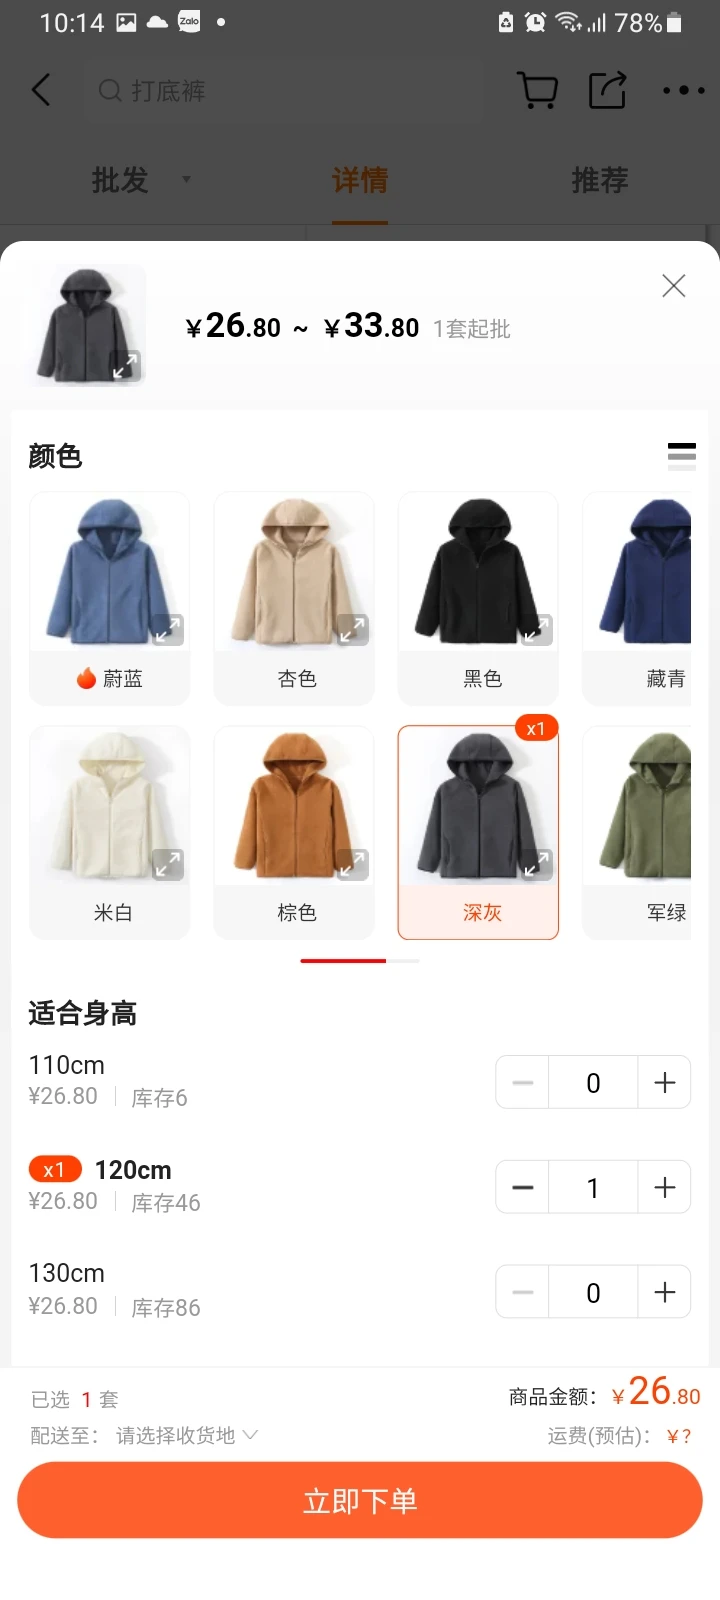 10:14 Zalo 78%
打底裤
批发 详情 推荐
¥26.80 ~ ¥33.80 1套起批
颜色
蔚蓝 杏色 黑色 藏青
x1
米白 棕色 深灰 军绿
适合身高
110cm
¥26.80 库存6
0
x1 120cm
¥26.80 库存46
1
130cm
¥26.80 库存86
0
已选 1 套 商品金额: ¥26.80
配送至: 请选择收货地 运费(预估): ¥?
立即下单